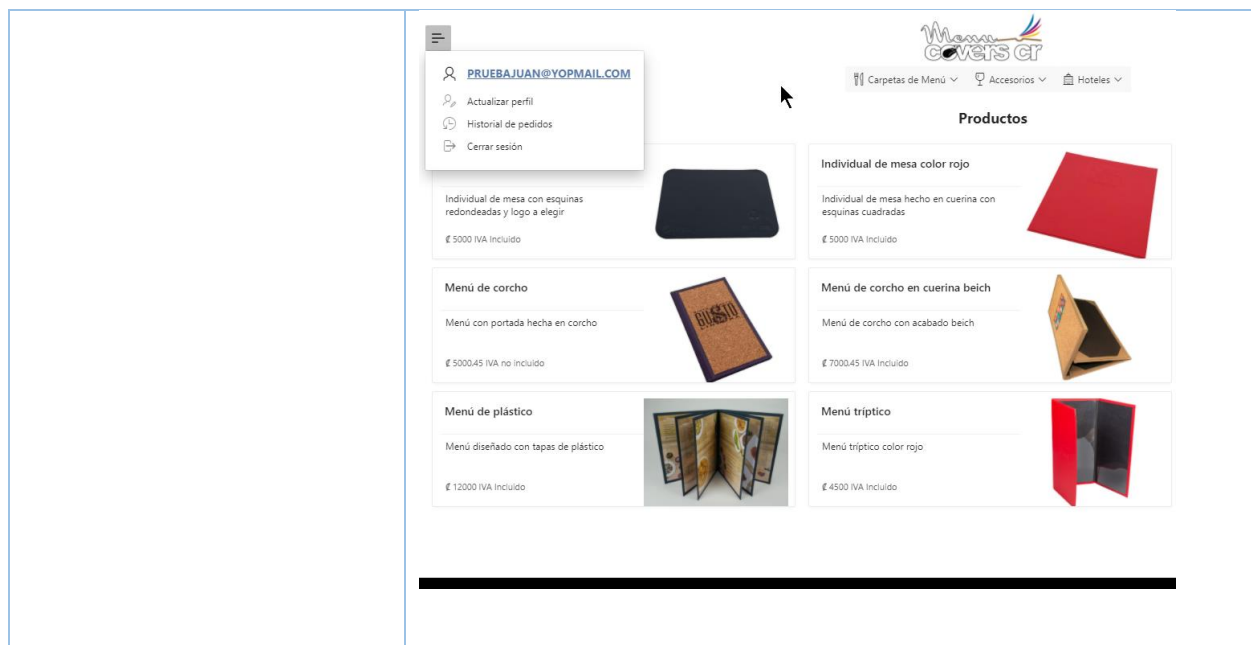 Menu
covers cr
PRUEBAJUAN@YOPMAIL.COM
Actualizar perfil
Historial de pedidos
Cerrar sesión
Carpetas de Menú
Accesorios
Hoteles
Productos
Individual de mesa con esquinas
redondeadas y logo a elegir
₡ 5000 IVA Incluido
Individual de mesa color rojo
Individual de mesa hecho en cuerina con
esquinas cuadradas
₡ 5000 IVA Incluido
Menú de corcho
Menú con portada hecha en corcho
₡ 5000.45 IVA no incluido
GUSTO
Menú de corcho en cuerina beich
Menú de corcho con acabado beich
₡ 7000.45 IVA Incluido
Menú de plástico
Menú diseñado con tapas de plástico
₡ 12000 IVA Incluido
Menú tríptico
Menú tríptico color rojo
₡ 4500 IVA Incluido